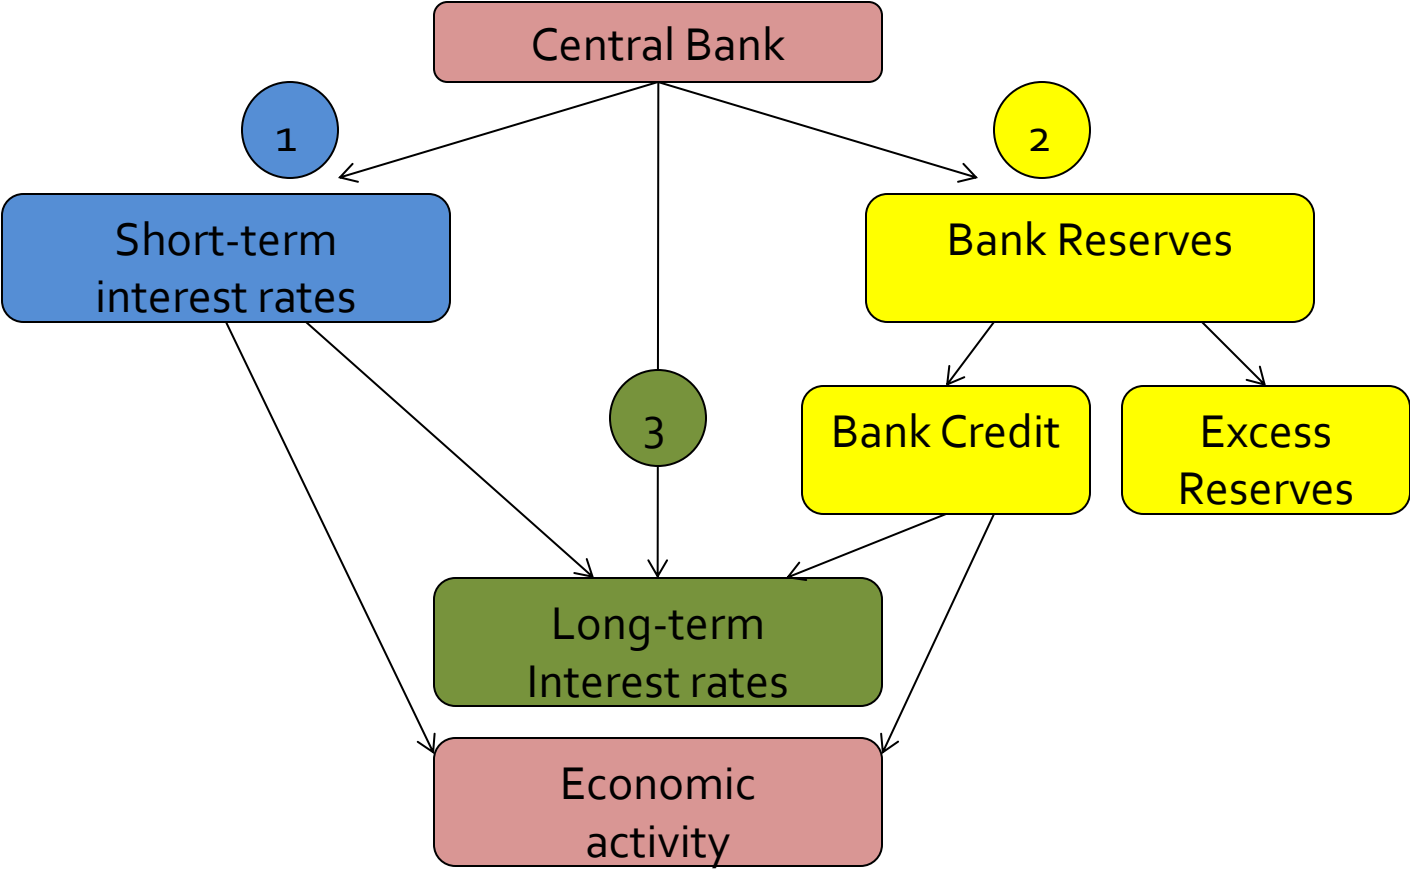 Central Bank
1
2
Short-term
interest rates
Bank Reserves
3
Bank Credit
Excess
Reserves
Long-term
Interest rates
Economic
activity